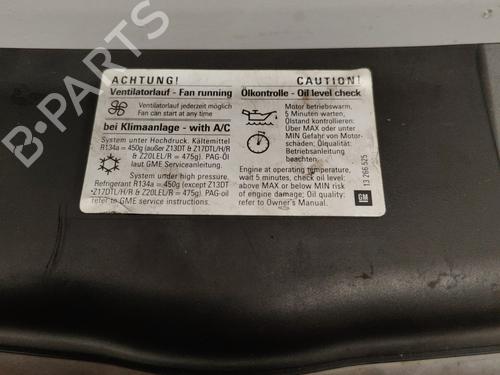 ACHTUNG!
Ventilatorlauf - Fan running
Ventilatorlauf jederzeit möglich
Fan can start at any time
bei Klimaanlage - with A/C
System unter Hochdruck. Kältemittel
R134a = 450g (außer Z13DT u Z17DTL/H/R
& Z20LEL/R = 475g). PAG-Öl
laut GME Serviceanleitung.
System under high pressure.
Refrigerant R134a = 450g (except Z13DT
+Z17DTL/H/R & Z20LEL/R = 475g). PAG-oil
refer to GME service instructions.
CAUTION!
Ölkontrolle - Oil level check
Motor betriebswarm,
5 Minuten warten,
Ölstand kontrollieren:
Über MAX oder unter
MIN Gefahr von Motor-
schäden; Ölqualität:
Betriebsanleitung
beachten.
Engine at operating temperature,
wait 5 minutes, check oil level:
above MAX or below MIN risk
of engine damage; Oil quality:
refer to Owner's Manual.
13 266 525
GM
B-PARTS